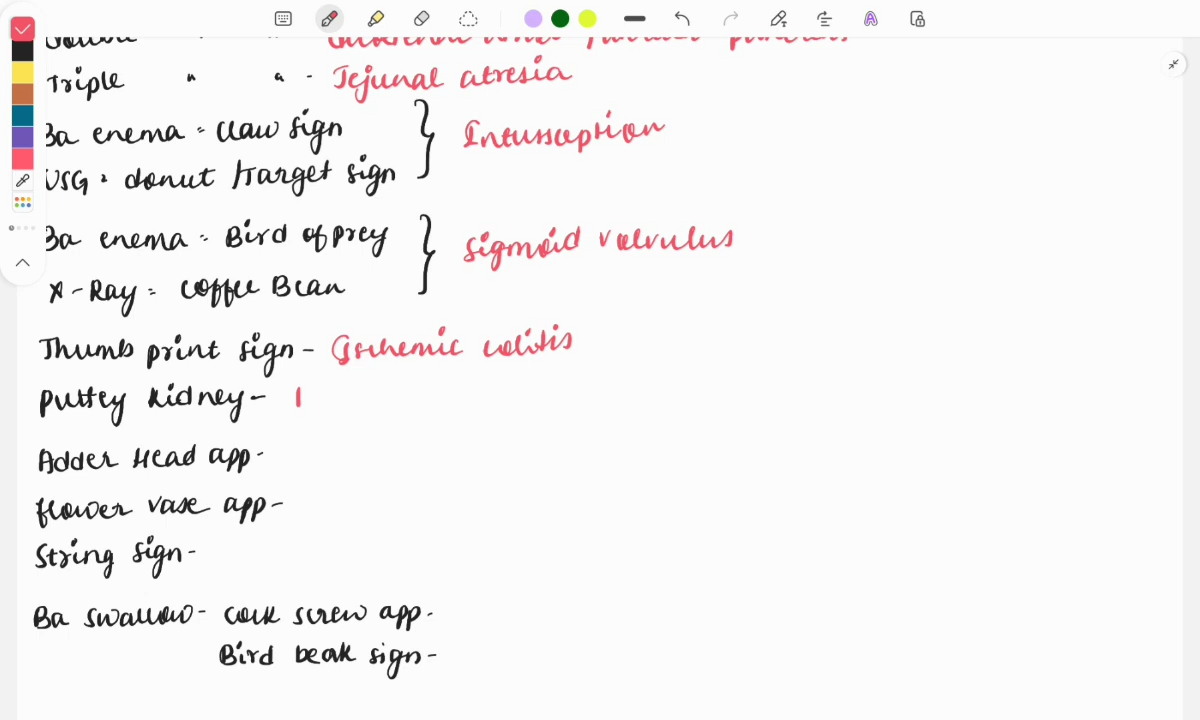 Triple " " - Jejunal atresia
Ba enema - Claw sign
USG - donut / target sign
} Intussuption
Ba enema - Bird of prey
X-Ray - Coffee Bean
} sigmoid valvulus
Thumb print sign - Ischemic colitis
Puttey kidney -
Adder Head app -
flower vase app -
String sign -
Ba swallow - Cork screw app -
Bird beak sign -